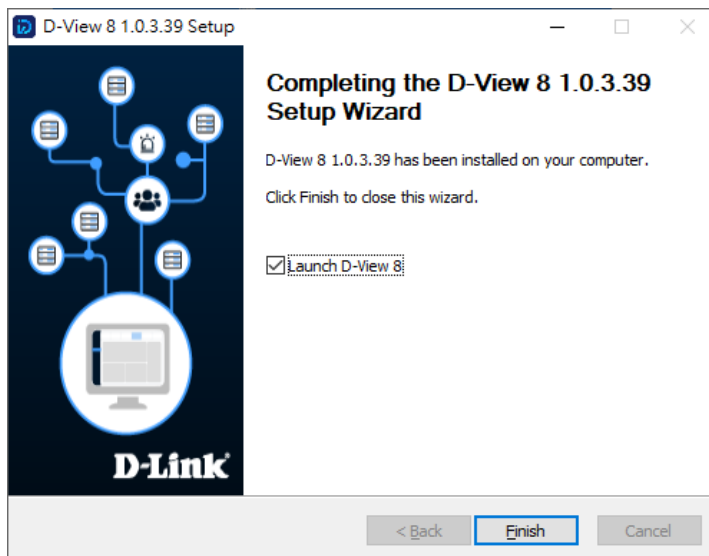 D-View 8 1.0.3.39 Setup
Completing the D-View 8 1.0.3.39
Setup Wizard
D-View 8 1.0.3.39 has been installed on your computer.
Click Finish to close this wizard.
Launch D-View 8
D-Link
< Back
Finish
Cancel